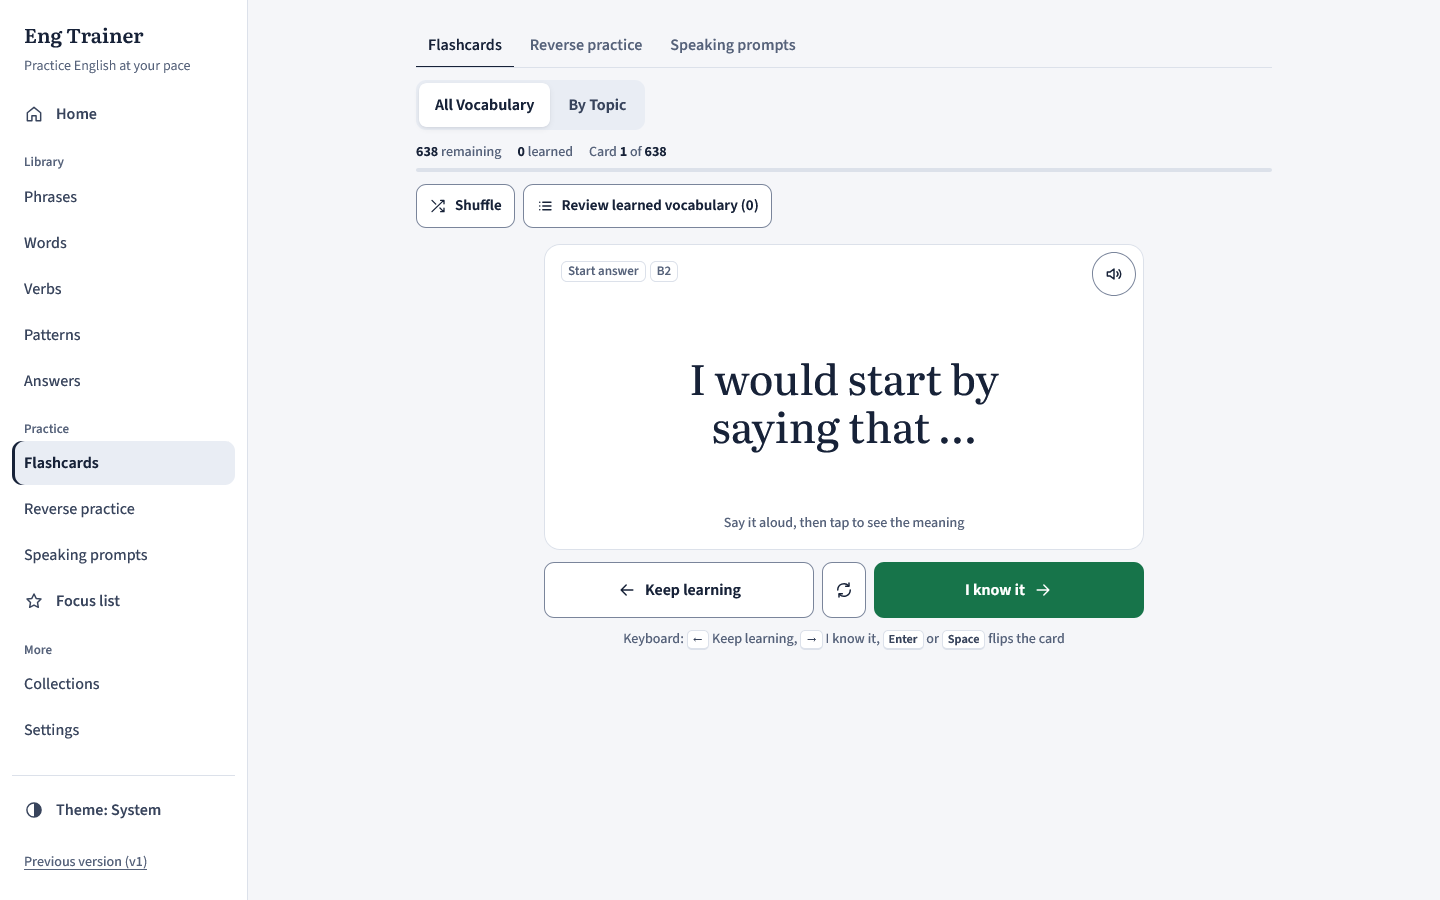 Eng Trainer
Practice English at your pace
Home
Library
Phrases
Words
Verbs
Patterns
Answers
Practice
Flashcards
Reverse practice
Speaking prompts
Focus list
More
Collections
Settings
Theme: System
Previous version (v1)
Flashcards Reverse practice Speaking prompts
All Vocabulary By Topic
638 remaining 0 learned Card 1 of 638
Shuffle Review learned vocabulary (0)
Start answer B2
I would start by
saying that ...
Say it aloud, then tap to see the meaning
← Keep learning I know it →
Keyboard: ← Keep learning, → I know it, Enter or Space flips the card